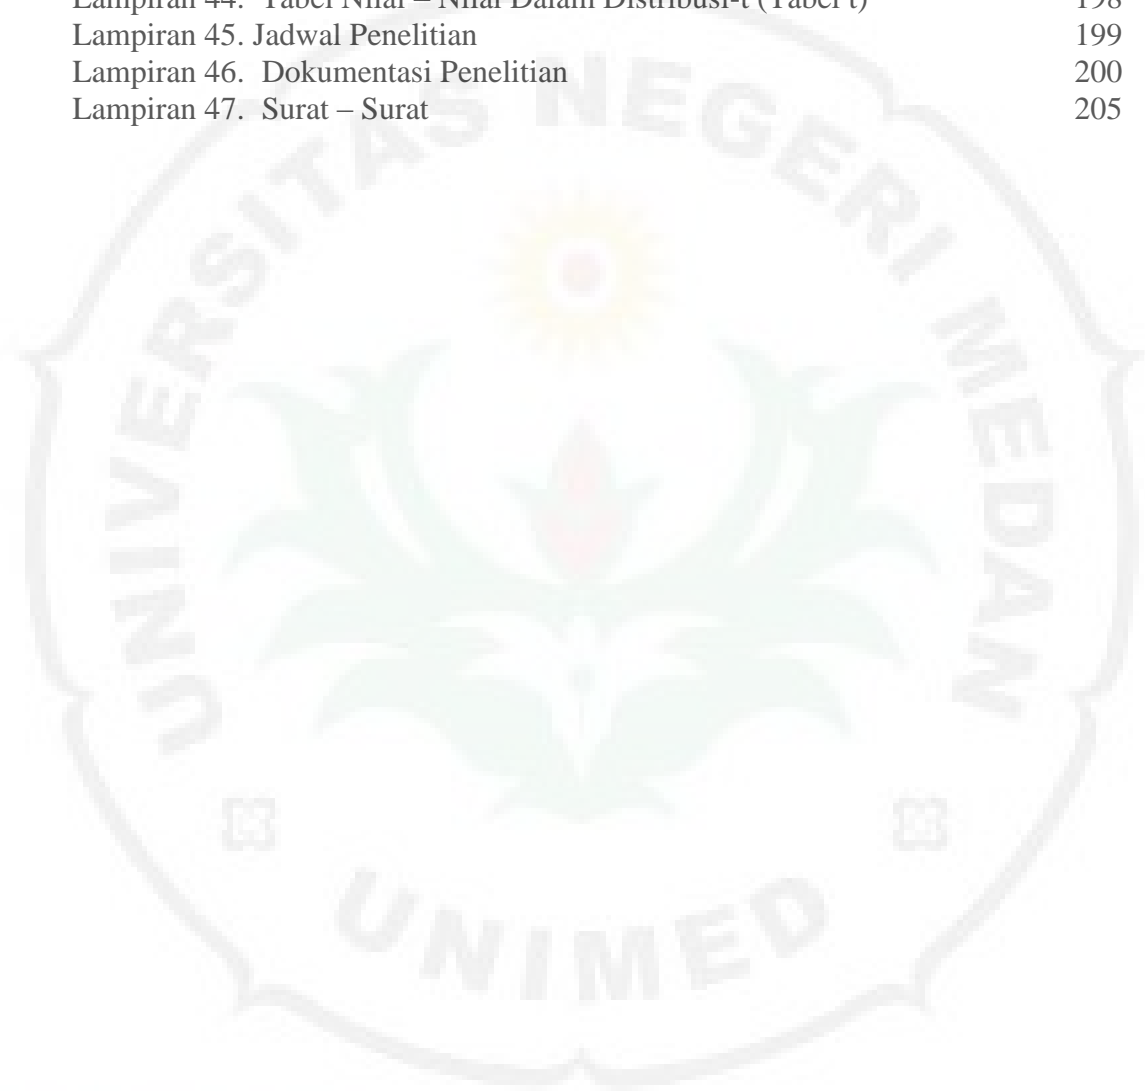 Lampiran 44.  Tabel Nilai – Nilai Dalam Distribusi-t (Tabel t) 198
Lampiran 45. Jadwal Penelitian 199
Lampiran 46.  Dokumentasi Penelitian 200
Lampiran 47.  Surat – Surat 205
UNIVERSITAS NEGERI MEDAN
UNIMED